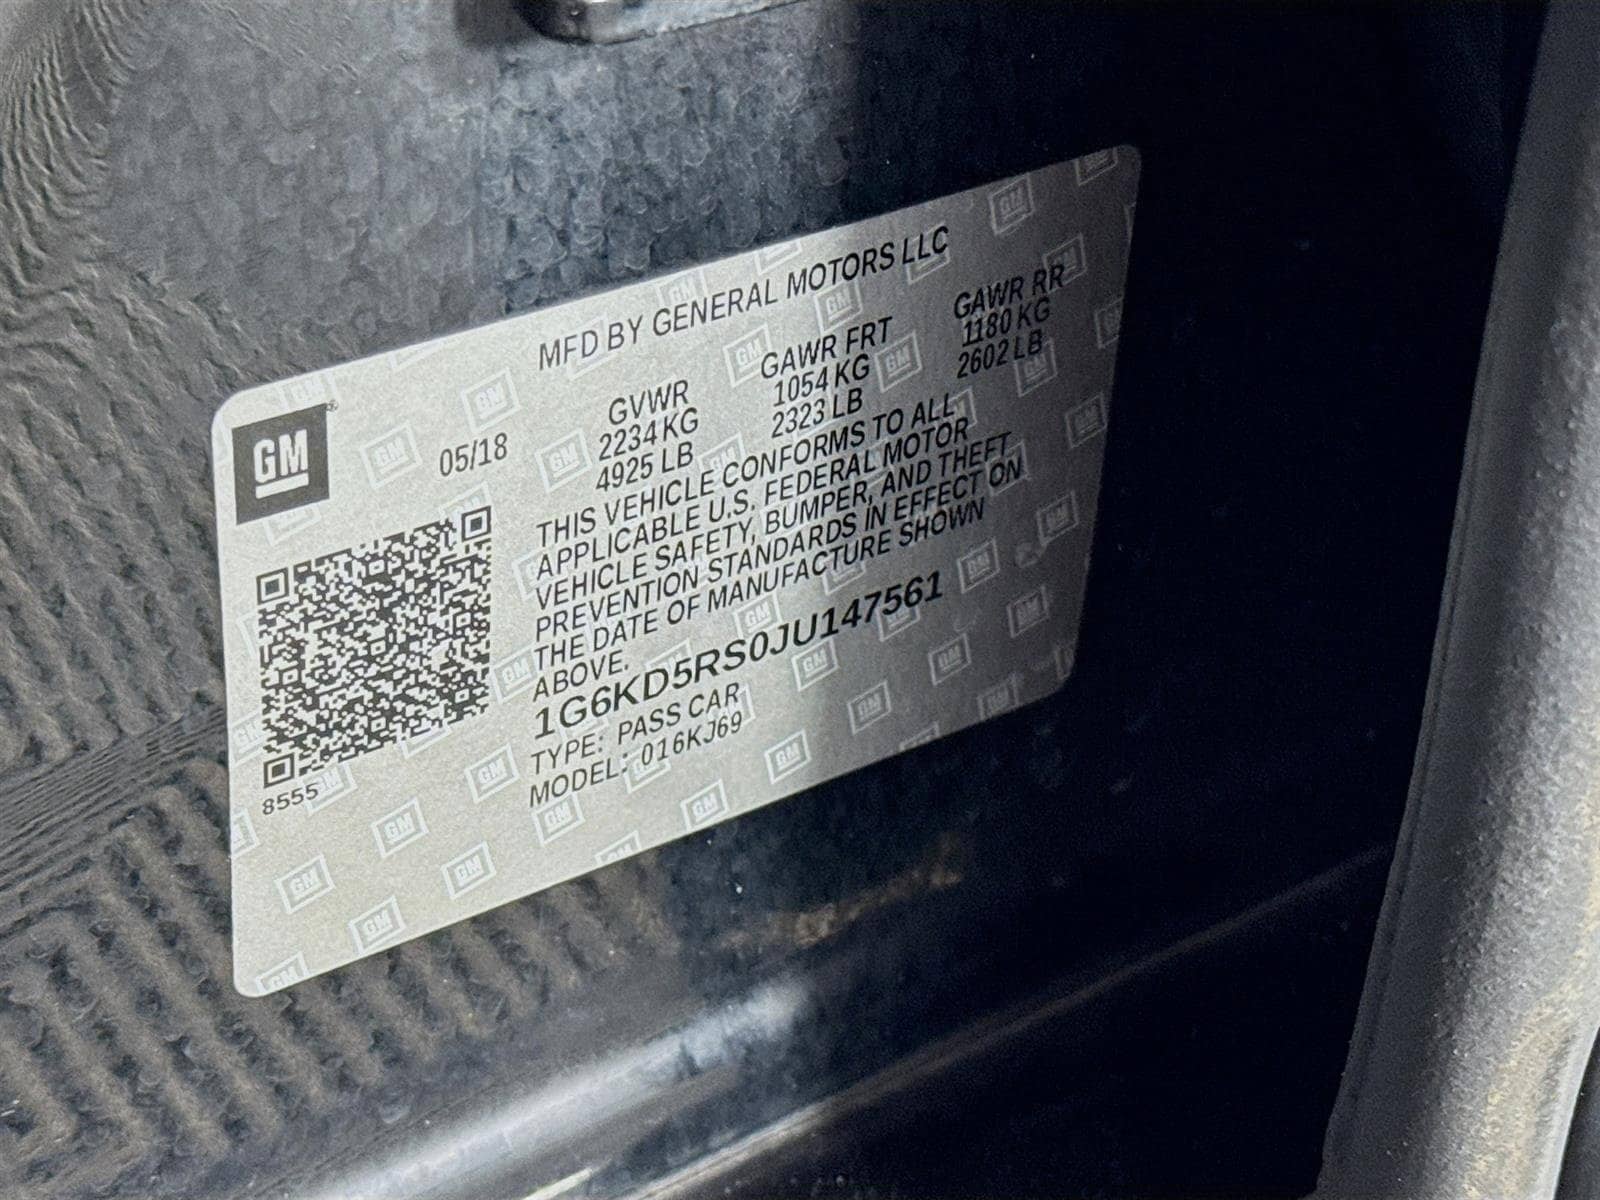 MFD BY GENERAL MOTORS LLC
GM
05/18
GVWR
2234 KG
4925 LB
GAWR FRT
1054 KG
2323 LB
GAWR RR
1180 KG
2602 LB
THIS VEHICLE CONFORMS TO ALL
APPLICABLE U.S. FEDERAL MOTOR
VEHICLE SAFETY, BUMPER, AND THEFT
PREVENTION STANDARDS IN EFFECT ON
THE DATE OF MANUFACTURE SHOWN
ABOVE.
1G6KD5RS0JU147561
TYPE: PASS CAR
MODEL: 016KJ69
8555